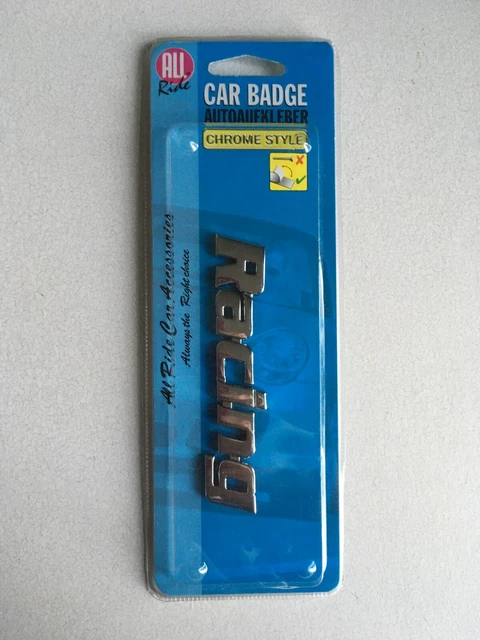 ALL
Ride
CAR BADGE
AUTOAUFKLEBER
CHROME STYLE
All Ride Car Accessories
Always the Right choice
Racing